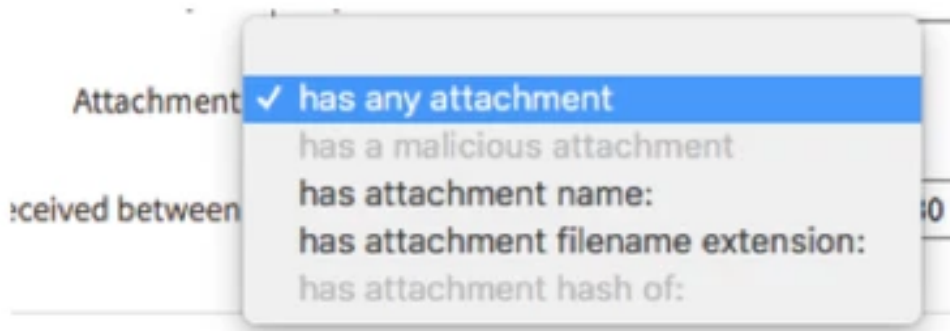 Attachment ✓ has any attachment
has a malicious attachment
has attachment name:
eceived between
has attachment filename extension:
has attachment hash of: